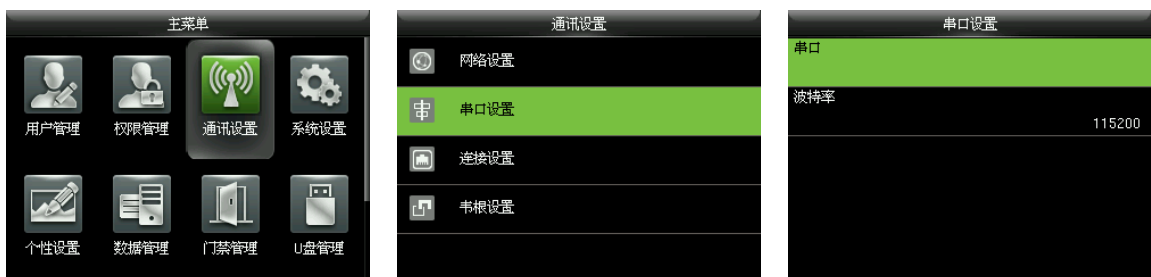 主菜单
用户管理
权限管理
通讯设置
系统设置
个性设置
数据管理
门禁管理
U盘管理
通讯设置
网络设置
串口设置
连接设置
韦根设置
串口设置
串口
波特率
115200